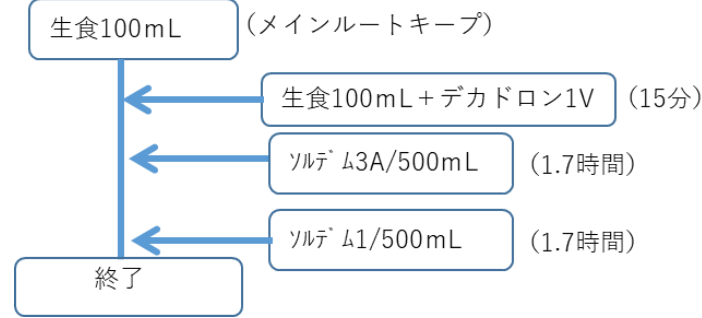 生食100mL （メインルートキープ）
生食100mL＋デカドロン1V （15分）
ｿﾙﾃﾞﾑ3A/500mL （1.7時間）
ｿﾙﾃﾞﾑ1/500mL （1.7時間）
終了